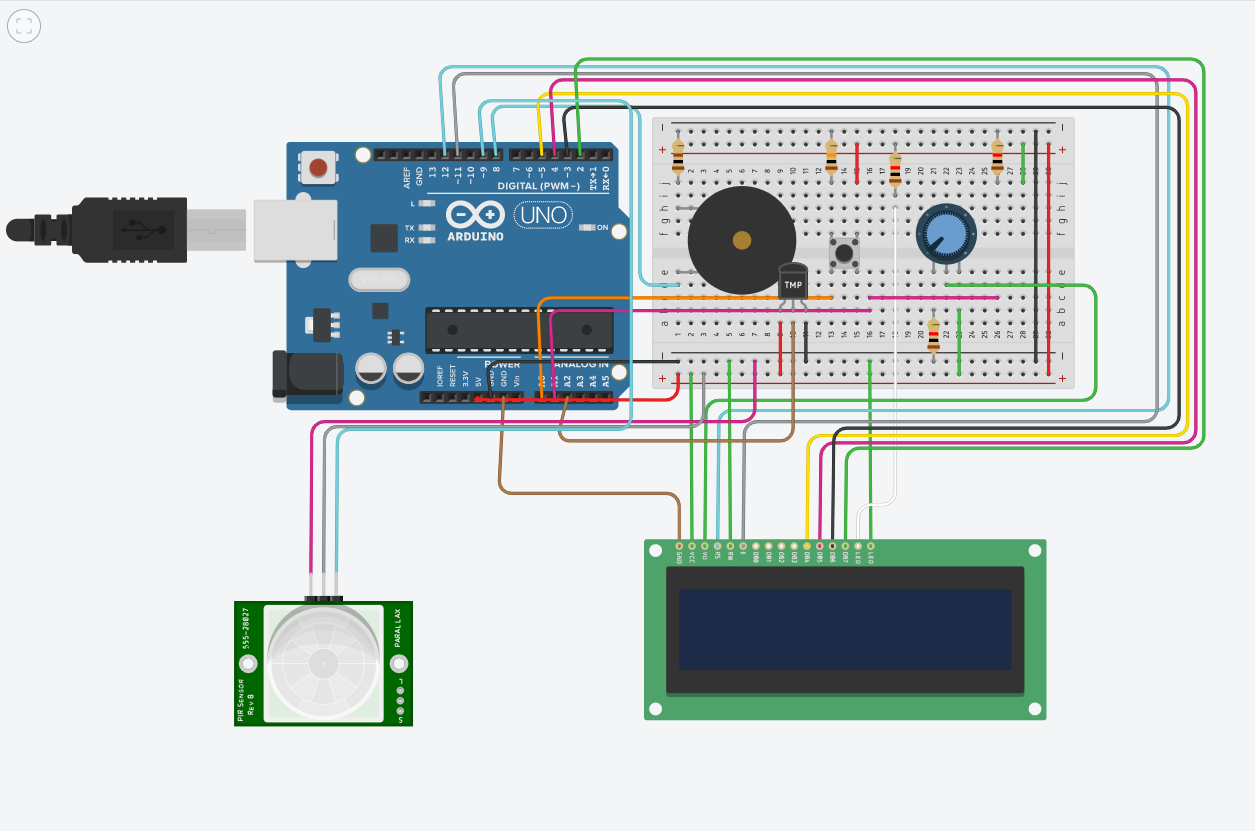 AREF
GND
13
12
~11
~10
~9
8
7
~6
~5
4
~3
2
TX→1
RX←0
DIGITAL (PWM~)
L
TX
RX
ARDUINO
UNO
ON
IOREF
RESET
3.3V
5V
GND
GND
Vin
POWER
ANALOG IN
A0
A1
A2
A3
A4
A5
TMP
GND
VCC
VO
RS
RW
E
DB0
DB1
DB2
DB3
DB4
DB5
DB6
DB7
LED
LED
555-28027
PIR SENSOR
REV B
PARALLAX
L
S